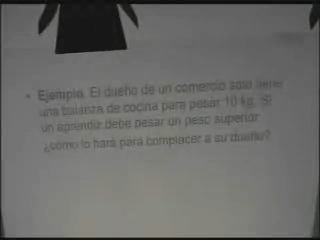 • Ejemplo. El dueño de un comercio solo tiene
una balanza de cocina para pesar 10 kg. Si
un aprendiz debe pesar un peso superior
¿cómo lo hará para complacer a su dueño?